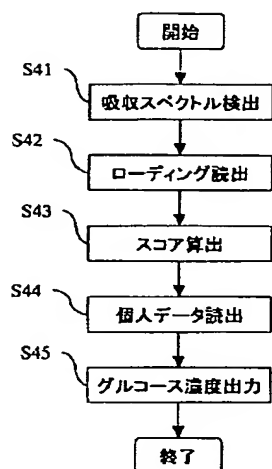 開始
S41
吸収スペクトル検出
S42
ローディング読出
S43
スコア算出
S44
個人データ読出
S45
グルコース濃度出力
終了